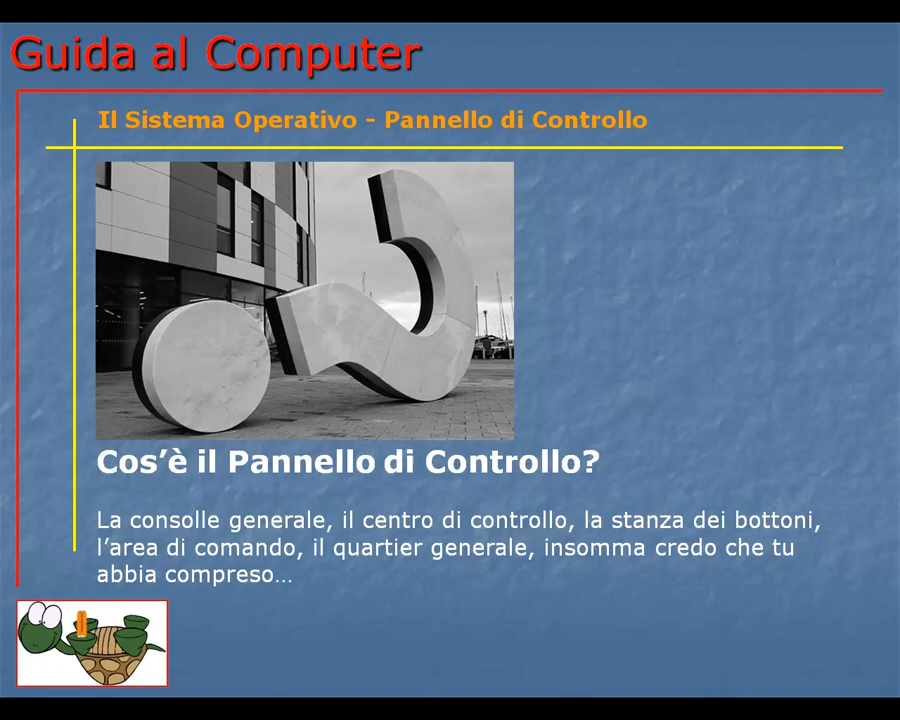 Guida al Computer
Il Sistema Operativo - Pannello di Controllo
Cos’è il Pannello di Controllo?
La consolle generale, il centro di controllo, la stanza dei bottoni,
l’area di comando, il quartier generale, insomma credo che tu
abbia compreso…